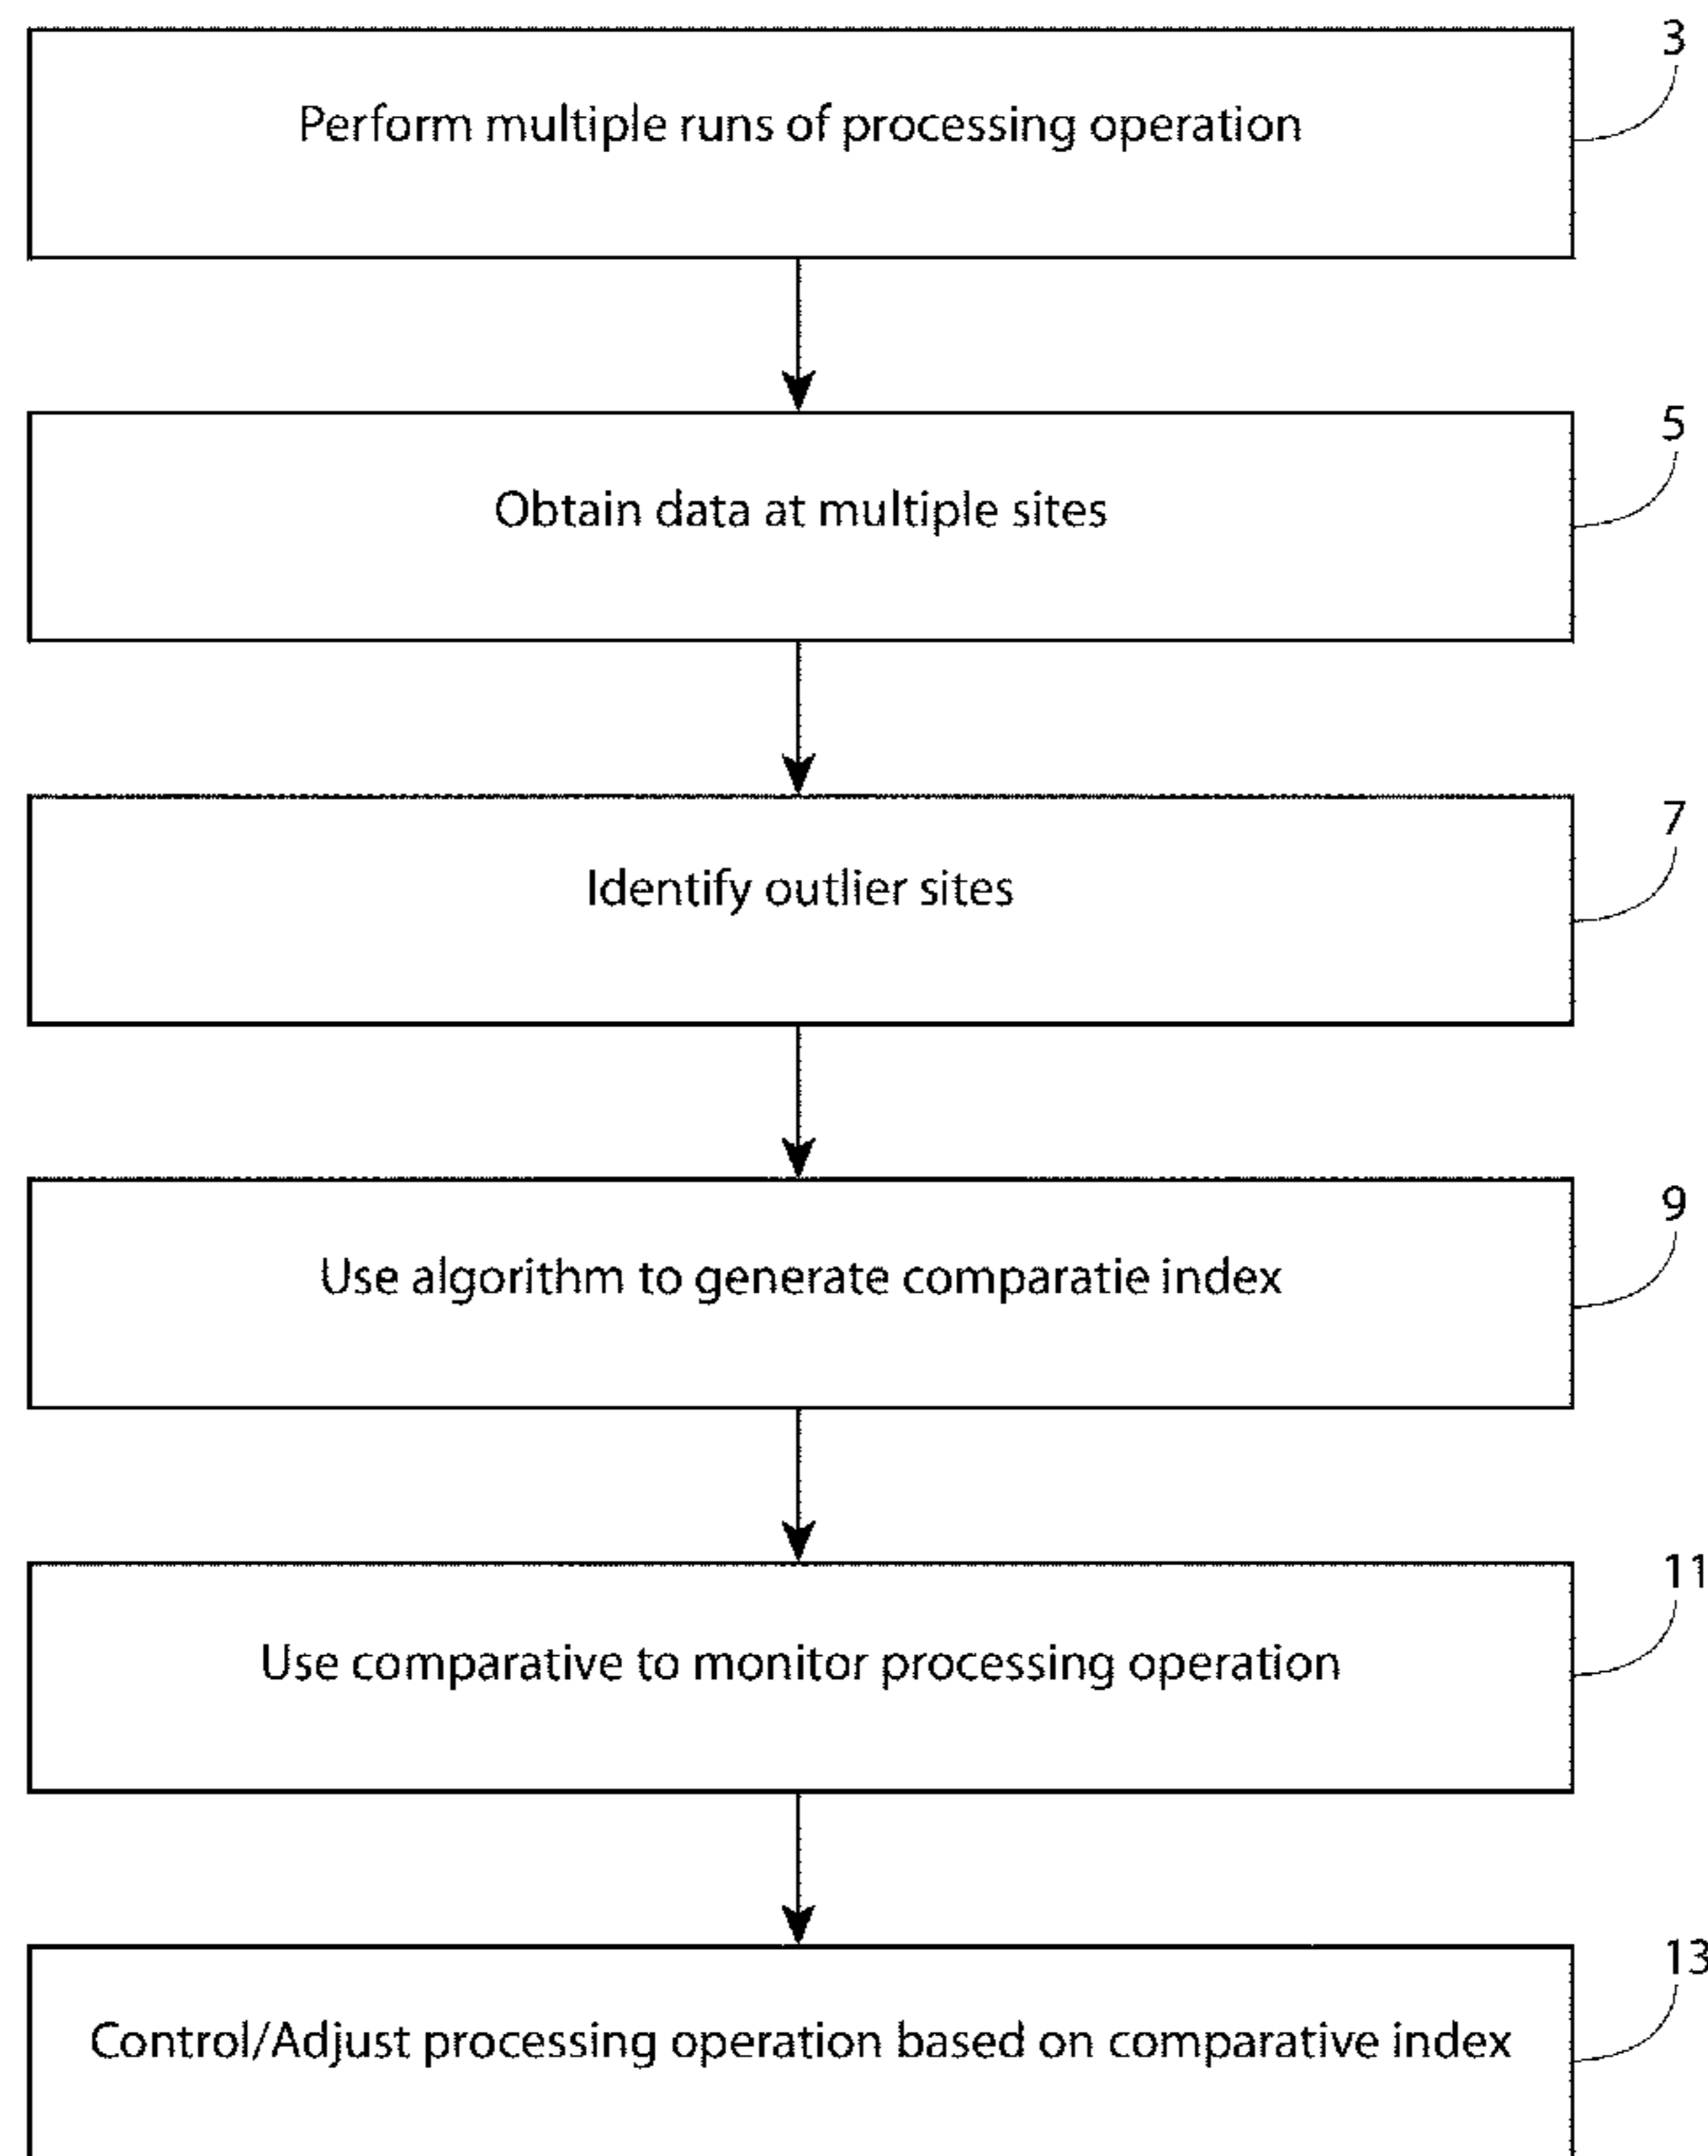 3
Perform multiple runs of processing operation
5
Obtain data at multiple sites
7
Identify outlier sites
9
Use algorithm to generate comparatie index
11
Use comparative to monitor processing operation
13
Control/Adjust processing operation based on comparative index